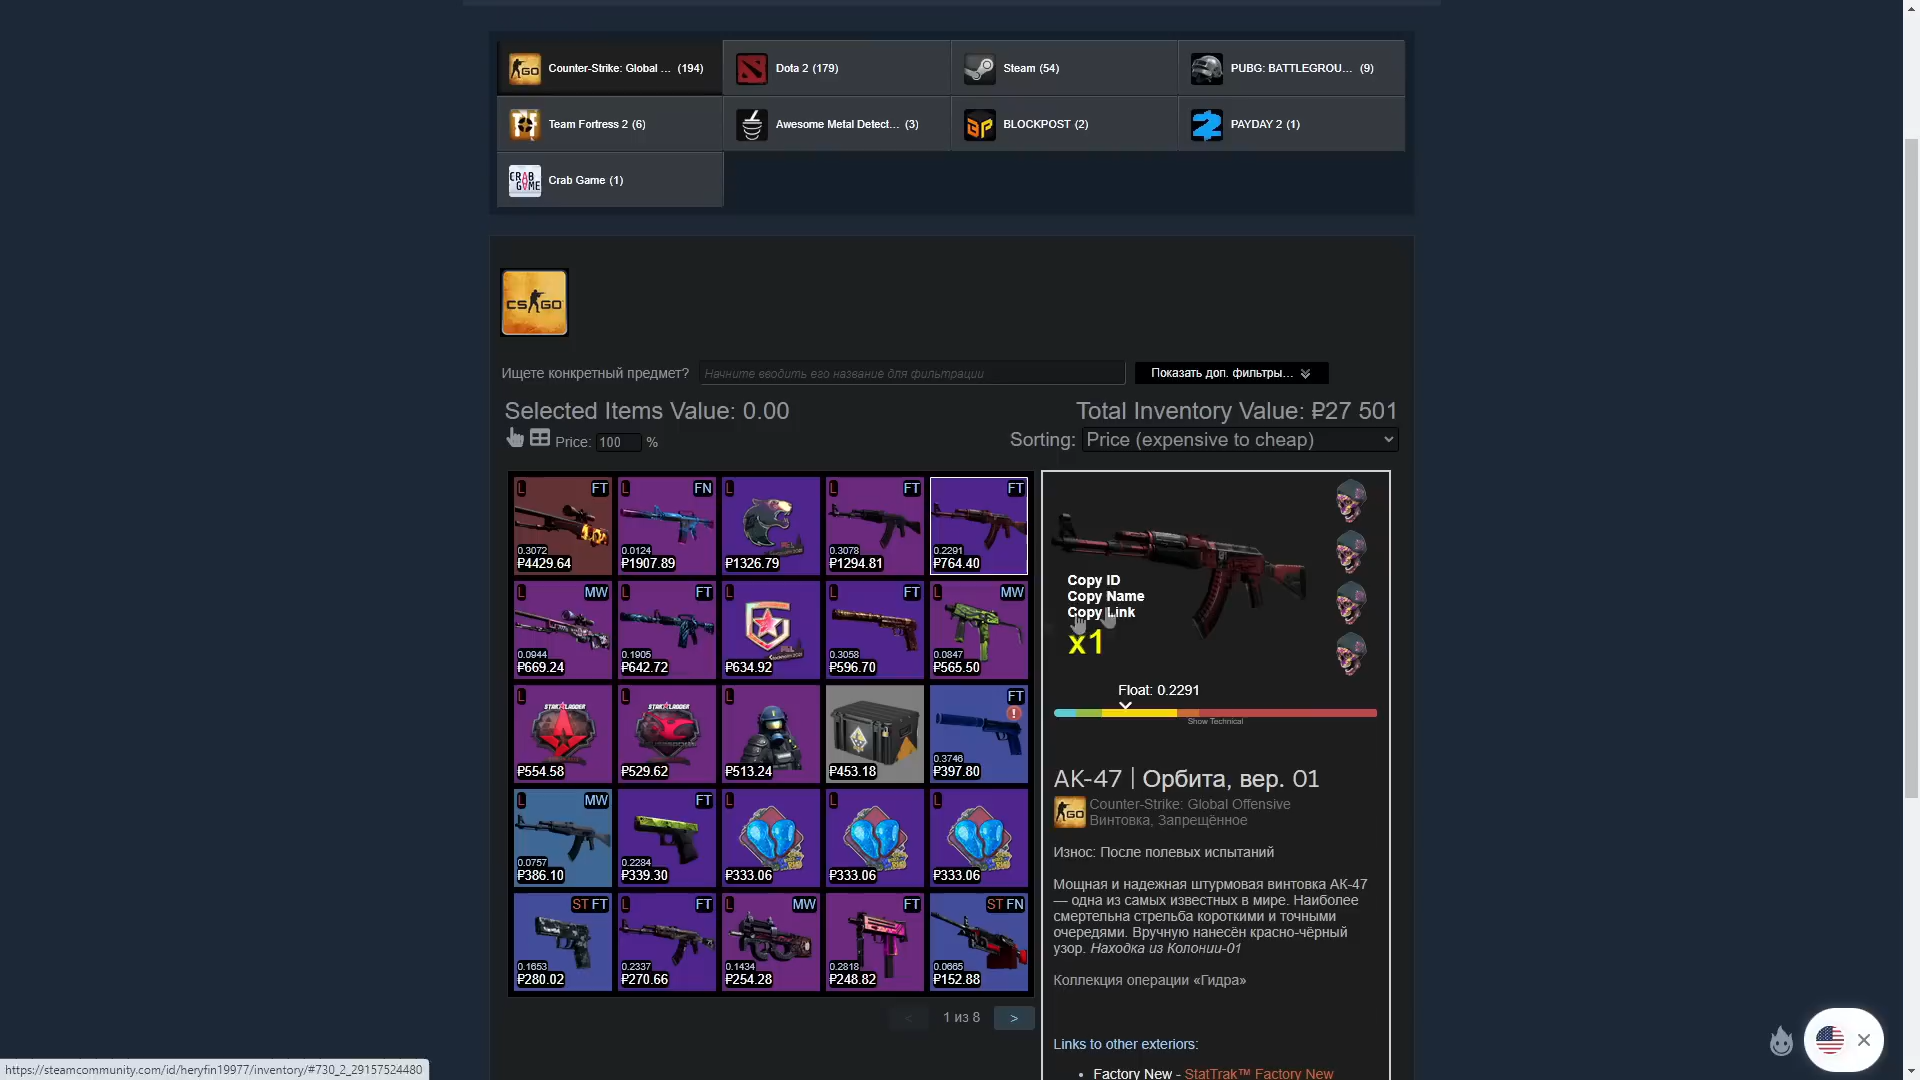 Counter-Strike: Global ... (194)
Dota 2 (179)
Steam (54)
PUBG: BATTLEGROU... (9)
Team Fortress 2 (6)
Awesome Metal Detect... (3)
BLOCKPOST (2)
PAYDAY 2 (1)
Crab Game (1)
CS GO
Ищете конкретный предмет?
Начните вводить его название для фильтрации
Показать доп. фильтры...
Selected Items Value: 0.00
Total Inventory Value: ₽27 501
Price: 100 %
Sorting: Price (expensive to cheap)
L FT
0.3072
₽4429.64
L FN
0.0124
₽1907.89
L
₽1326.79
L FT
0.3078
₽1294.81
FT
0.2291
₽764.40
L MW
0.0944
₽669.24
L FT
0.1905
₽642.72
L
₽634.92
L FT
0.3058
₽596.70
L MW
0.0847
₽565.50
L
₽554.58
L
₽529.62
L
₽513.24
₽453.18
FT
0.3746
₽397.80
L MW
0.0757
₽386.10
FT
0.2284
₽339.30
L
₽333.06
L
₽333.06
L
₽333.06
ST FT
0.1653
₽280.02
L FT
0.2337
₽270.66
L MW
0.1434
₽254.28
FT
0.2818
₽248.82
ST FN
0.0665
₽152.88
< 1 из 8 >
Copy ID
Copy Name
Copy Link
x1
Float: 0.2291
Show Technical
AK-47 | Орбита, вер. 01
Counter-Strike: Global Offensive
Винтовка, Запрещённое
Износ: После полевых испытаний
Мощная и надежная штурмовая винтовка АК-47
— одна из самых известных в мире. Наиболее
смертельна стрельба короткими и точными
очередями. Вручную нанесён красно-чёрный
узор. Находка из Колонии-01
Коллекция операции «Гидра»
Links to other exteriors:
• Factory New - StatTrak™ Factory New
https://steamcommunity.com/id/heryfin19977/inventory/#730_2_29157524480